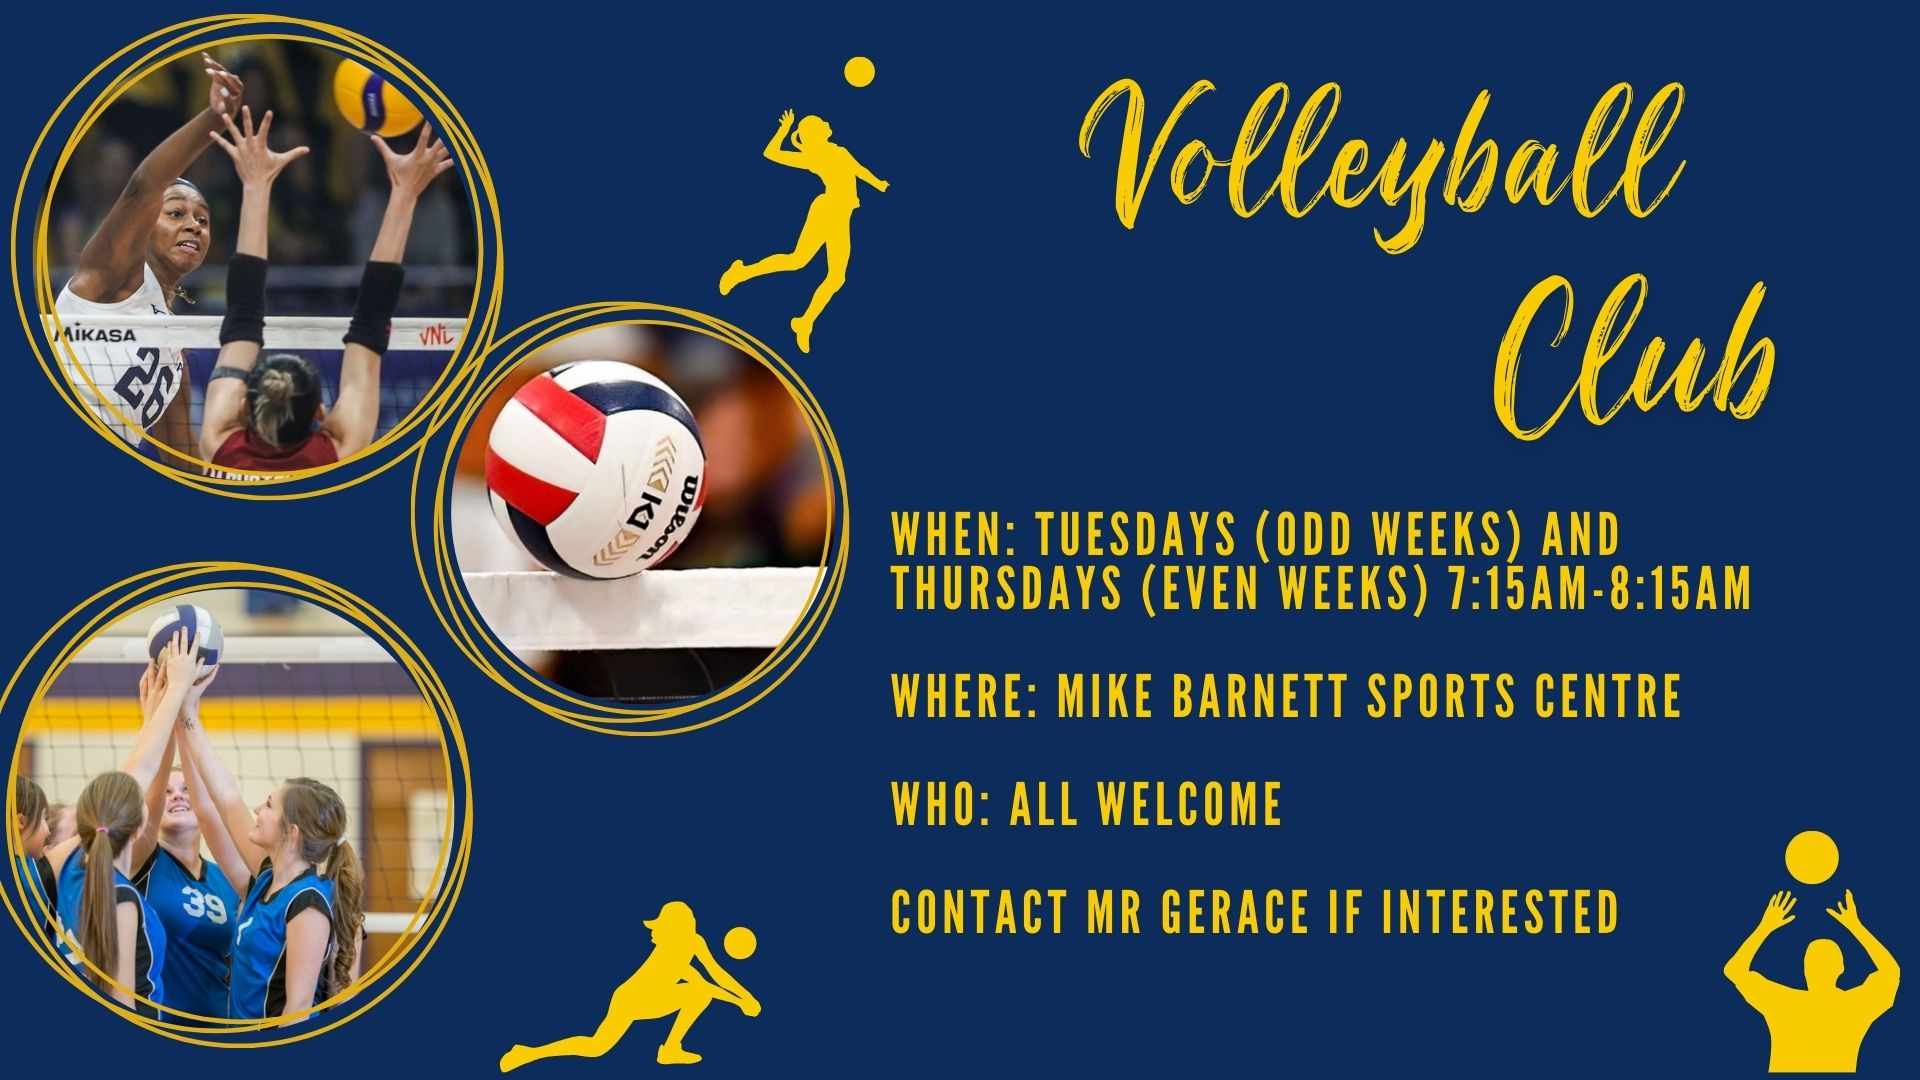 Volleyball
Club
WHEN: TUESDAYS (ODD WEEKS) AND
THURSDAYS (EVEN WEEKS) 7:15AM-8:15AM
WHERE: MIKE BARNETT SPORTS CENTRE
WHO: ALL WELCOME
CONTACT MR GERACE IF INTERESTED
MIKASA
VNL
26
K1
Wilson
39